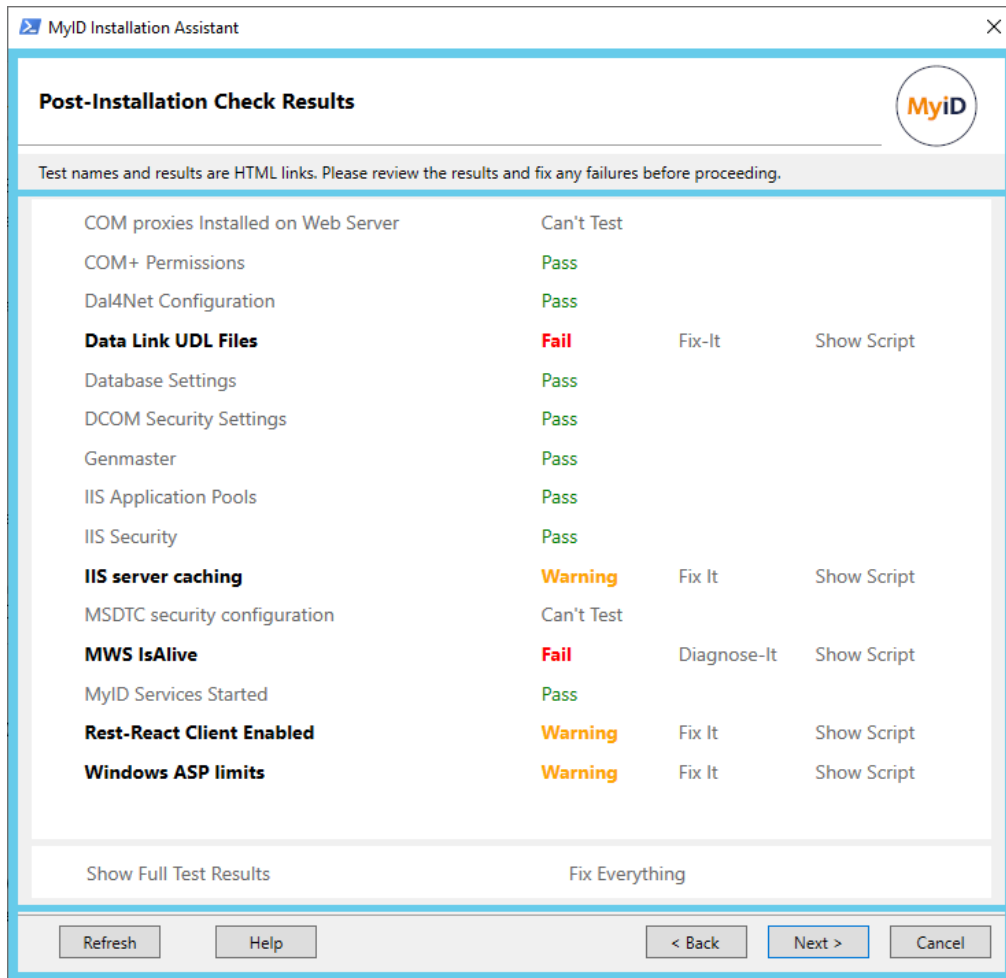 MyID Installation Assistant
Post-Installation Check Results
MyiD
Test names and results are HTML links. Please review the results and fix any failures before proceeding.
COM proxies Installed on Web Server Can't Test
COM+ Permissions Pass
Dal4Net Configuration Pass
Data Link UDL Files Fail Fix-It Show Script
Database Settings Pass
DCOM Security Settings Pass
Genmaster Pass
IIS Application Pools Pass
IIS Security Pass
IIS server caching Warning Fix It Show Script
MSDTC security configuration Can't Test
MWS IsAlive Fail Diagnose-It Show Script
MyID Services Started Pass
Rest-React Client Enabled Warning Fix It Show Script
Windows ASP limits Warning Fix It Show Script
Show Full Test Results Fix Everything
Refresh Help < Back Next > Cancel